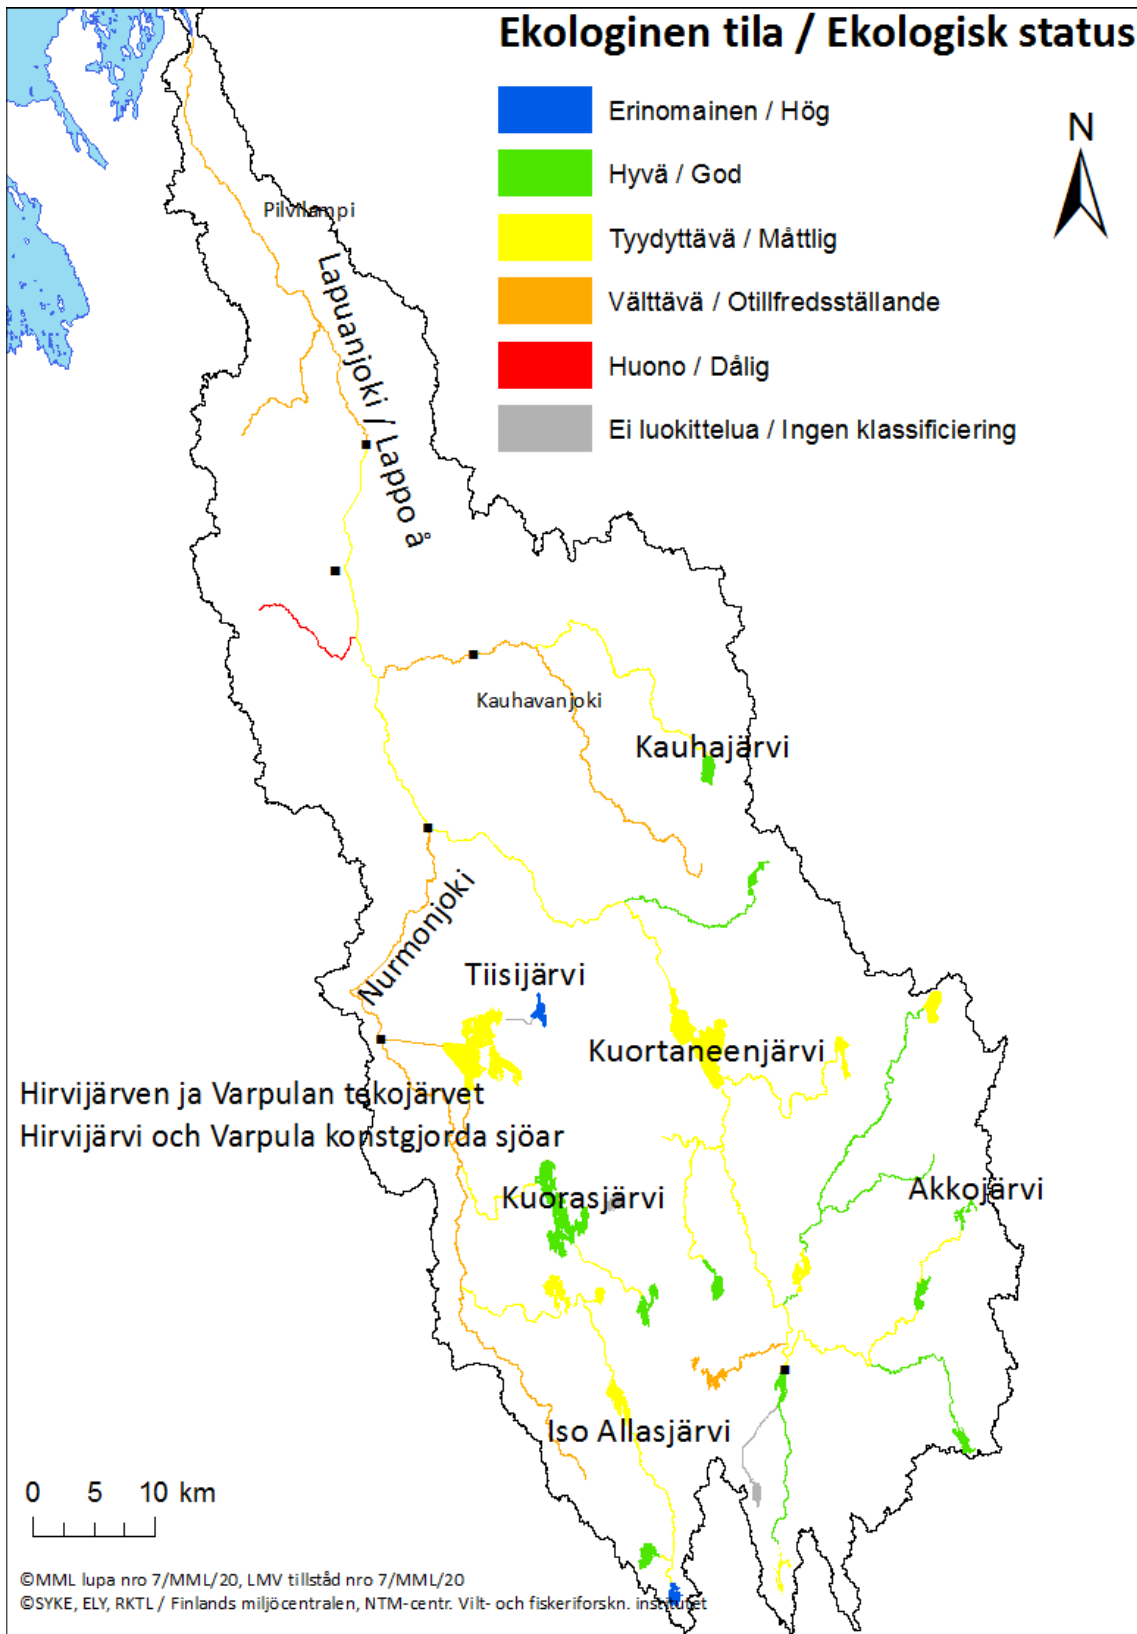 Ekologinen tila / Ekologisk status
Erinomainen / Hög
Hyvä / God
Tyydyttävä / Måttlig
Välttävä / Otillfredsställande
Huono / Dålig
Ei luokittelua / Ingen klassificiering
N
Pilvilampi
Lapuanjoki / Lappo å
Kauhavanjoki
Kauhajärvi
Nurmonjoki
Tiisijärvi
Kuortaneenjärvi
Hirvijärven ja Varpulan tekojärvet
Hirvijärvi och Varpula konstgjorda sjöar
Kuorasjärvi
Akkojärvi
Iso Allasjärvi
0 5 10 km
©MML lupa nro 7/MML/20, LMV tillståd nro 7/MML/20
©SYKE, ELY, RKTL / Finlands miljöcentralen, NTM-centr. Vilt- och fiskeriforskn. institutet